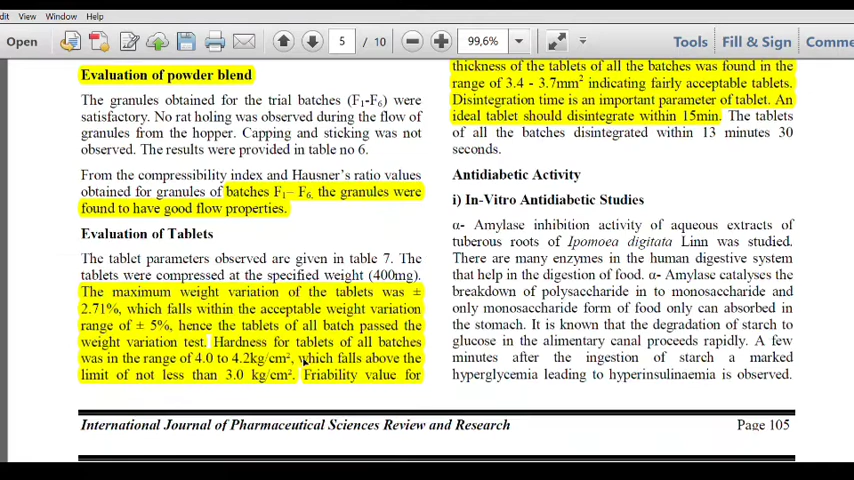 dit View Window Help
Open 5 / 10 99,6% Tools Fill & Sign Comme
Evaluation of powder blend
The granules obtained for the trial batches (F1-F6) were
satisfactory. No rat holing was observed during the flow of
granules from the hopper. Capping and sticking was not
observed. The results were provided in table no 6.
From the compressibility index and Hausner's ratio values
obtained for granules of batches F1– F6, the granules were
found to have good flow properties.
Evaluation of Tablets
The tablet parameters observed are given in table 7. The
tablets were compressed at the specified weight (400mg).
The maximum weight variation of the tablets was ±
2.71%, which falls within the acceptable weight variation
range of ± 5%, hence the tablets of all batch passed the
weight variation test. Hardness for tablets of all batches
was in the range of 4.0 to 4.2kg/cm², which falls above the
limit of not less than 3.0 kg/cm². Friability value for
thickness of the tablets of all the batches was found in the
range of 3.4 - 3.7mm² indicating fairly acceptable tablets.
Disintegration time is an important parameter of tablet. An
ideal tablet should disintegrate within 15min. The tablets
of all the batches disintegrated within 13 minutes 30
seconds.
Antidiabetic Activity
i) In-Vitro Antidiabetic Studies
α- Amylase inhibition activity of aqueous extracts of
tuberous roots of Ipomoea digitata Linn was studied.
There are many enzymes in the human digestive system
that help in the digestion of food. α- Amylase catalyses the
breakdown of polysaccharide in to monosaccharide and
only monosaccharide form of food only can absorbed in
the stomach. It is known that the degradation of starch to
glucose in the alimentary canal proceeds rapidly. A few
minutes after the ingestion of starch a marked
hyperglycemia leading to hyperinsulinaemia is observed.
International Journal of Pharmaceutical Sciences Review and Research Page 105